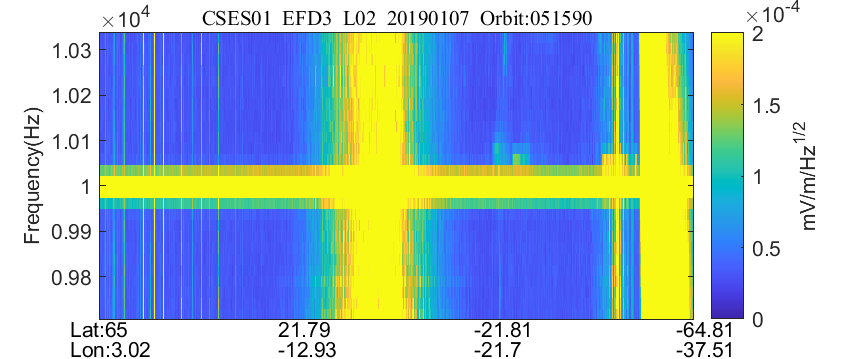 ×10⁴ CSES01 EFD3 L02 20190107 Orbit:051590 ×10⁻⁴
1.03
1.02
1.01
1
0.99
0.98
Frequency(Hz)
2
1.5
1
0.5
0
mV/m/Hz^1/2
Lat:65 21.79 -21.81 -64.81
Lon:3.02 -12.93 -21.7 -37.51